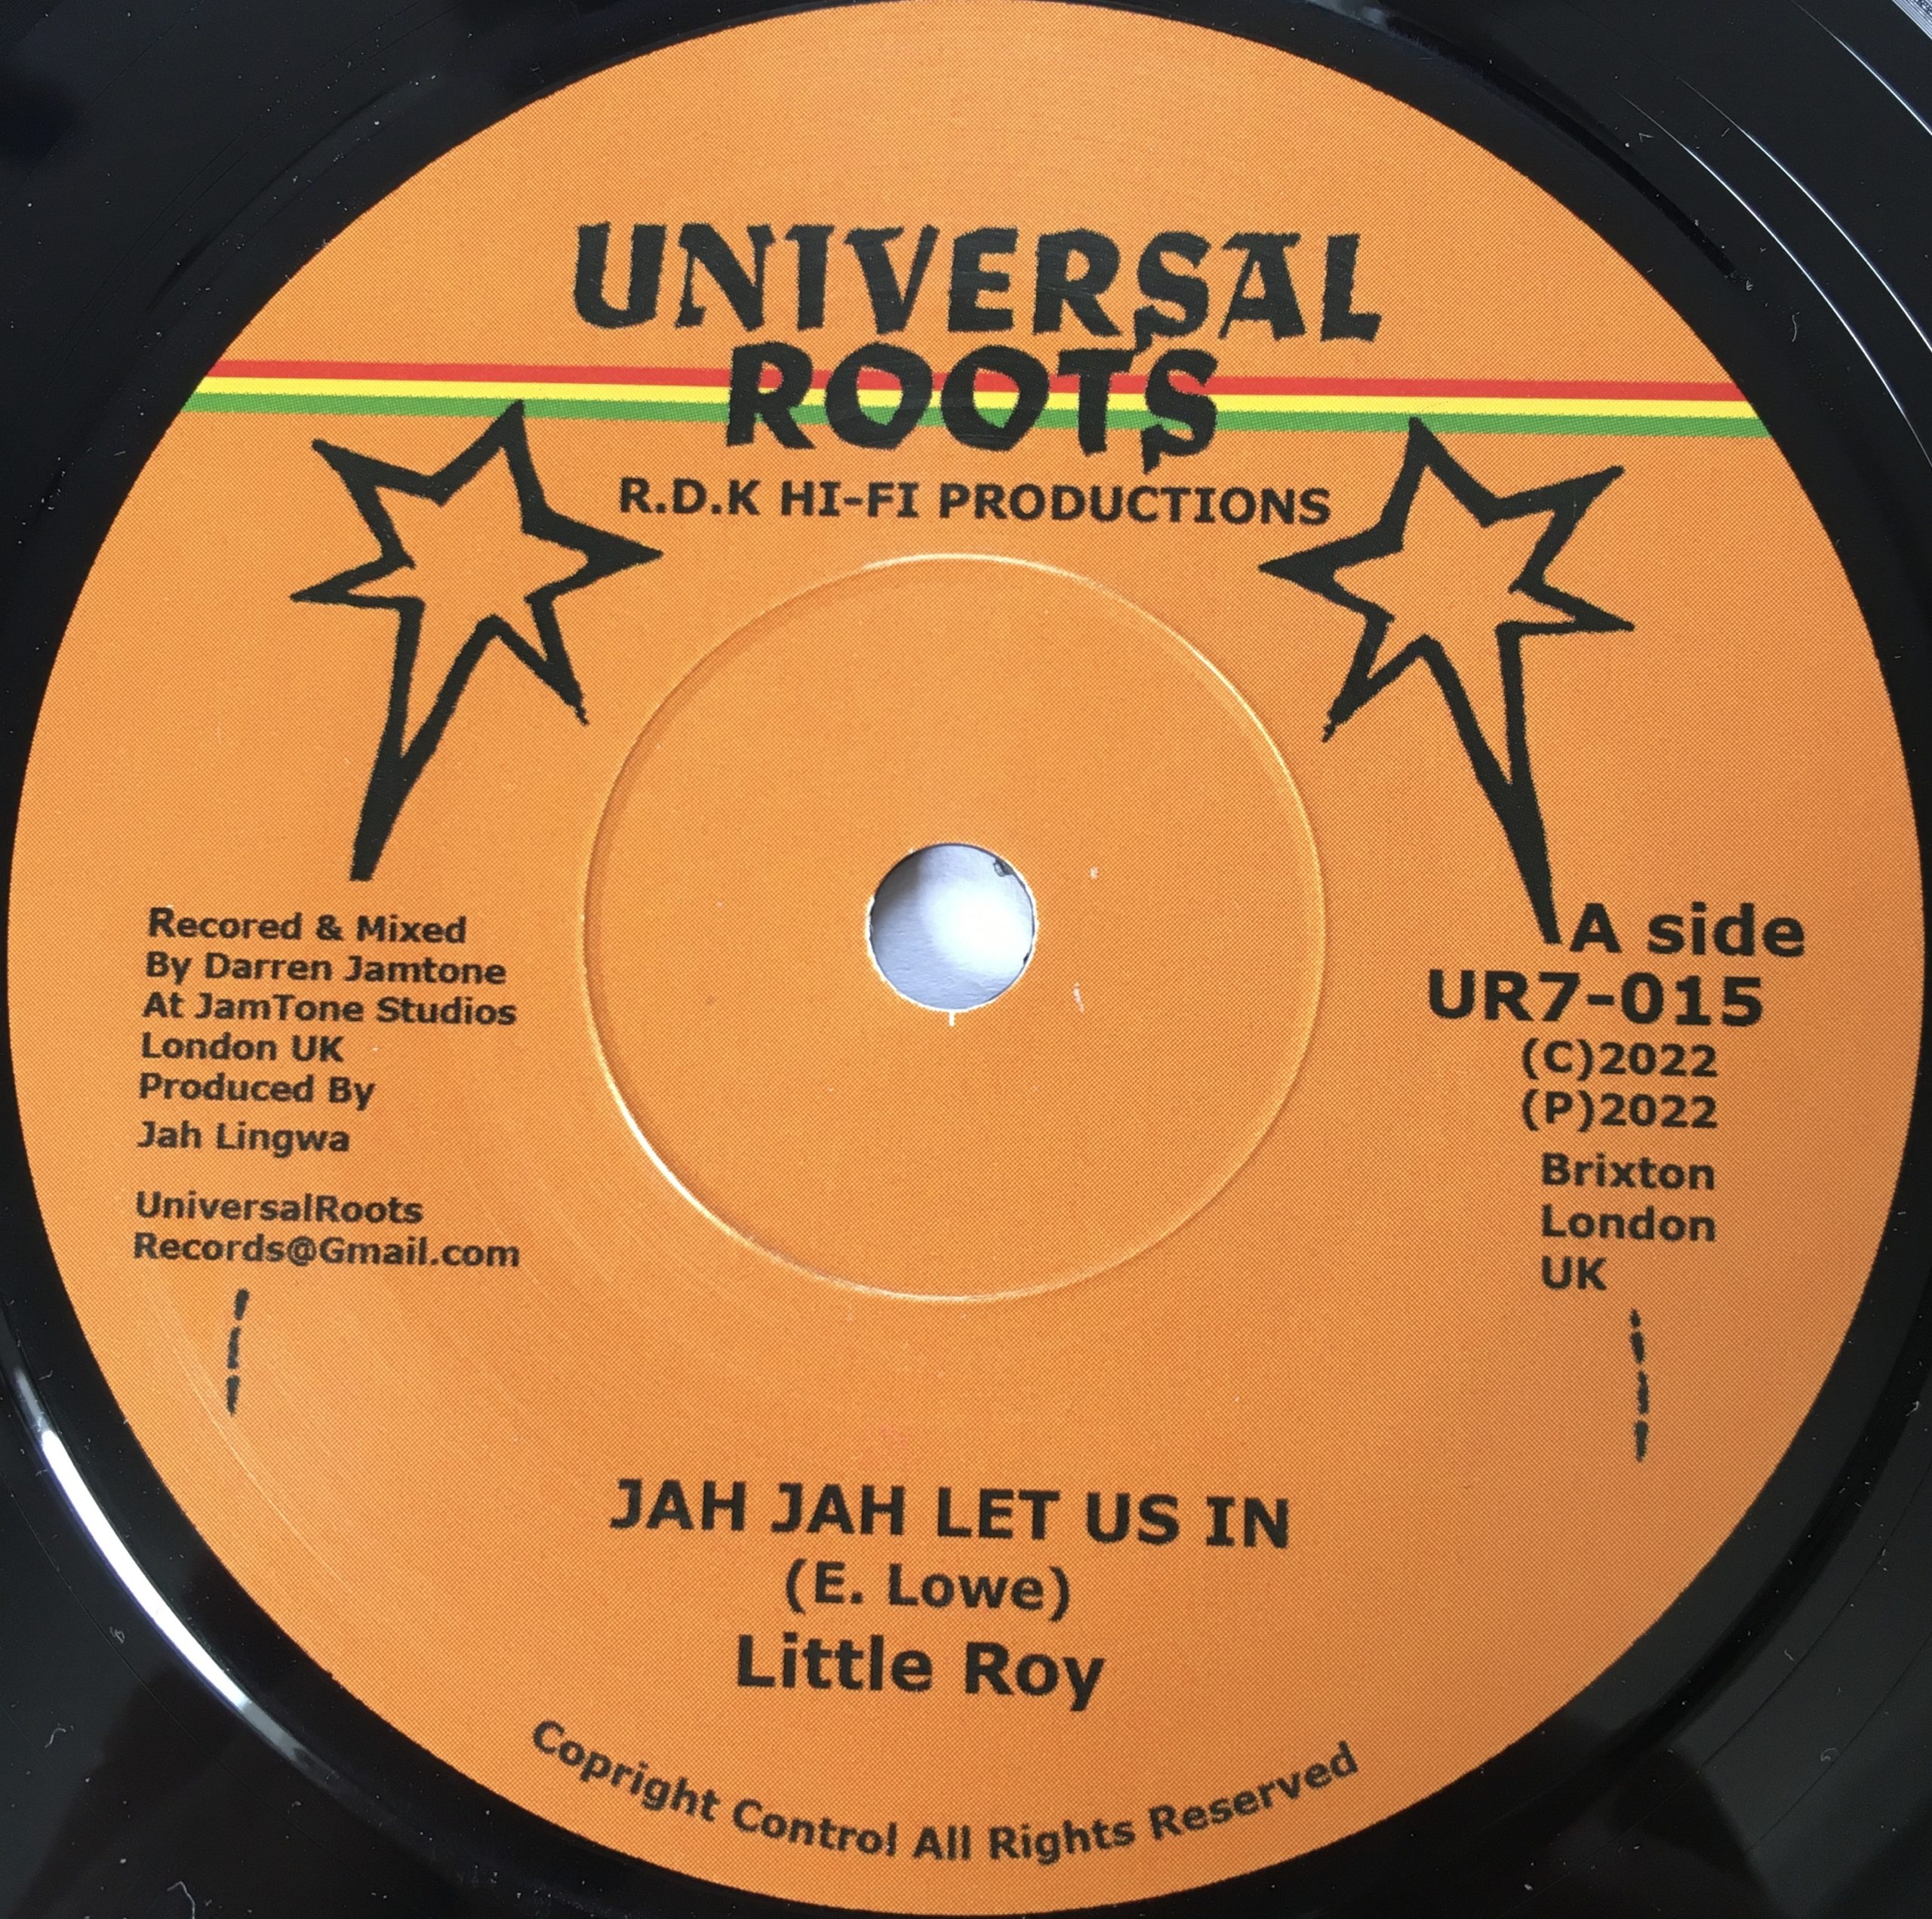 UNIVERSAL
ROOTS
R.D.K HI-FI PRODUCTIONS
Recored & Mixed
By Darren Jamtone
At JamTone Studios
London UK
Produced By
Jah Lingwa
UniversalRoots
Records@Gmail.com
A side
UR7-015
(C)2022
(P)2022
Brixton
London
UK
JAH JAH LET US IN
(E. Lowe)
Little Roy
Copright Control All Rights Reserved